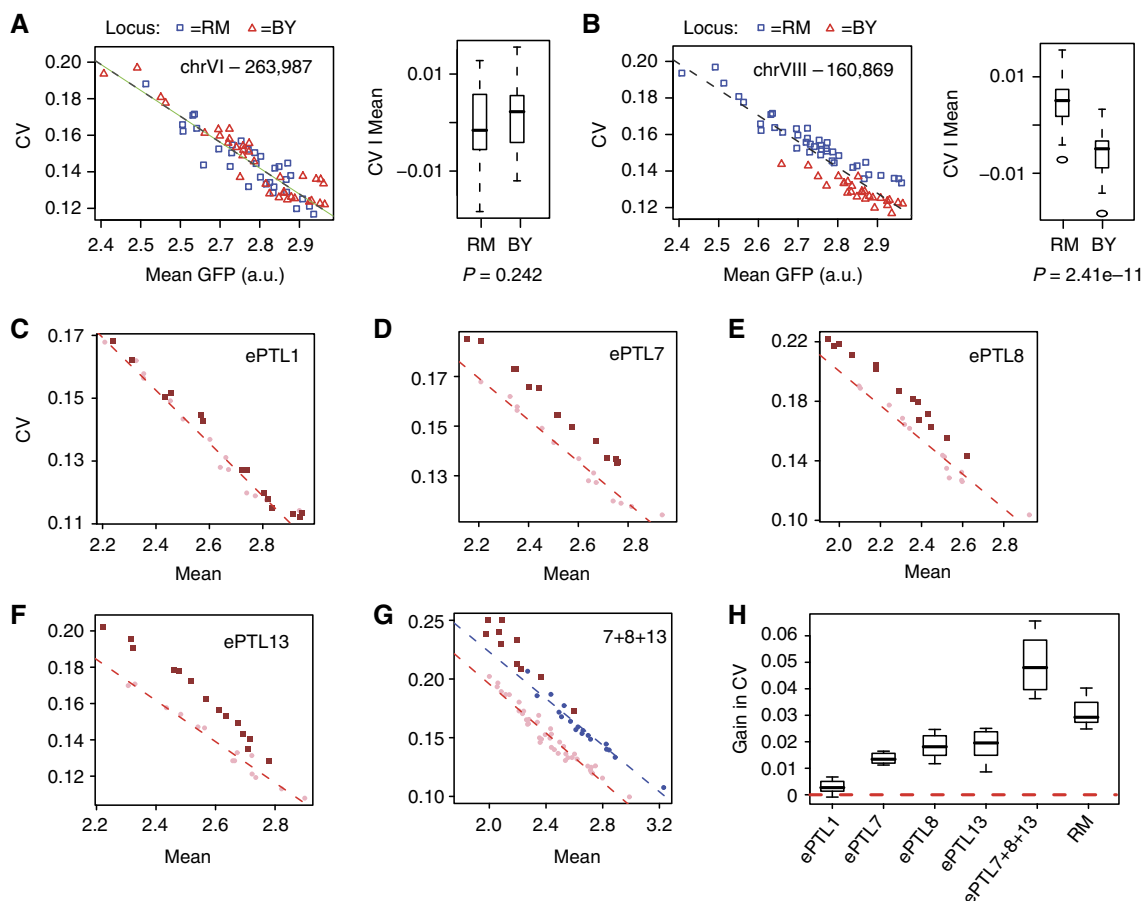 A
Locus: =RM =BY
chrVI – 263,987
CV
0.20
0.18
0.16
0.14
0.12
2.4 2.5 2.5 2.7 2.8 2.9
Mean GFP (a.u.)
CV I Mean
0.01
−0.01
RM BY
P = 0.242
B
Locus: =RM =BY
chrVIII – 160,869
CV
0.20
0.18
0.16
0.14
0.12
2.4 2.5 2.6 2.7 2.8 2.9
Mean GFP (a.u.)
CV I Mean
0.01
−0.01
RM BY
P = 2.41e–11
C
ePTL1
CV
0.17
0.15
0.13
0.11
2.2 2.4 2.6 2.8
Mean
D
ePTL7
0.17
0.15
0.13
2.2 2.4 2.6 2.8
Mean
E
ePTL8
0.22
0.18
0.14
0.10
2.0 2.2 2.4 2.6 2.8
Mean
F
ePTL13
0.20
0.18
0.16
0.14
0.12
2.2 2.4 2.6 2.8
Mean
G
7+8+13
0.25
0.20
0.15
0.10
2.0 2.4 2.8 3.2
Mean
H
Gain in CV
0.06
0.05
0.04
0.03
0.02
0.01
0
ePTL1
ePTL7
ePTL8
ePTL13
ePTL7+8+13
RM